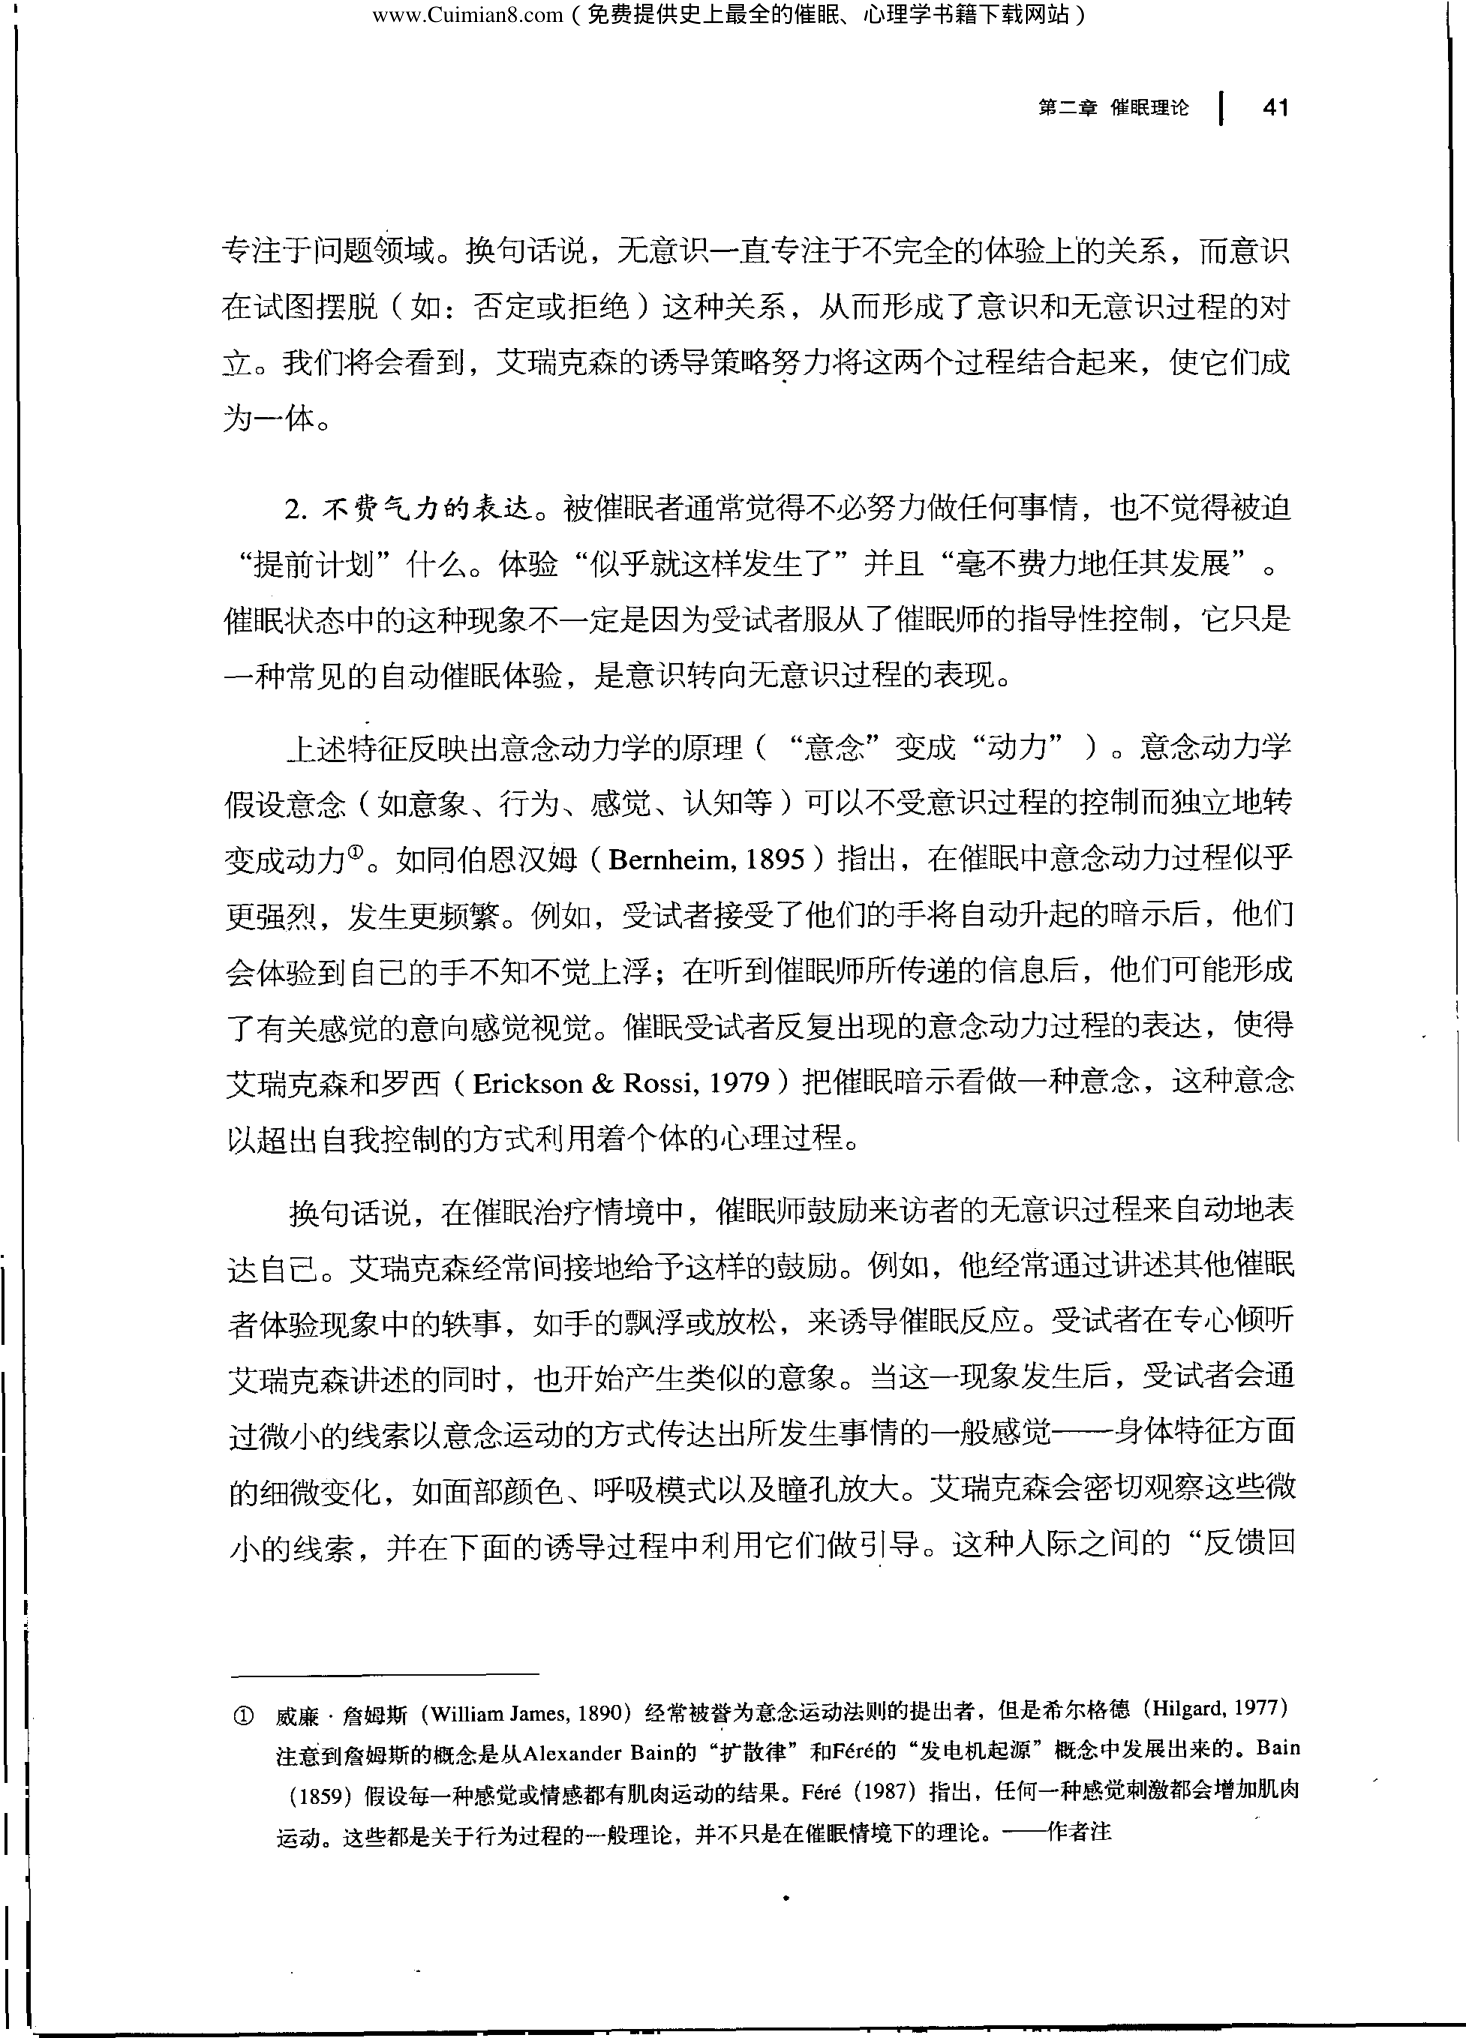 www.Cuimian8.com（免费提供史上最全的催眠、心理学书籍下载网站）
第二章 催眠理论 41
专注于问题领域。换句话说，无意识一直专注于不完全的体验上的关系，而意识
在试图摆脱（如：否定或拒绝）这种关系，从而形成了意识和无意识过程的对
立。我们将会看到，艾瑞克森的诱导策略努力将这两个过程结合起来，使它们成
为一体。
2. 不费气力的表达。被催眠者通常觉得不必努力做任何事情，也不觉得被迫
“提前计划”什么。体验“似乎就这样发生了”并且“毫不费力地任其发展”。
催眠状态中的这种现象不一定是因为受试者服从了催眠师的指导性控制，它只是
一种常见的自动催眠体验，是意识转向无意识过程的表现。
上述特征反映出意念动力学的原理（“意念”变成“动力”）。意念动力学
假设意念（如意象、行为、感觉、认知等）可以不受意识过程的控制而独立地转
变成动力①。如同伯恩汉姆（Bernheim, 1895）指出，在催眠中意念动力过程似乎
更强烈，发生更频繁。例如，受试者接受了他们的手将自动升起的暗示后，他们
会体验到自己的手不知不觉上浮；在听到催眠师所传递的信息后，他们可能形成
了有关感觉的意向感觉视觉。催眠受试者反复出现的意念动力过程的表达，使得
艾瑞克森和罗西（Erickson & Rossi, 1979）把催眠暗示看做一种意念，这种意念
以超出自我控制的方式利用着个体的心理过程。
换句话说，在催眠治疗情境中，催眠师鼓励来访者的无意识过程来自动地表
达自己。艾瑞克森经常间接地给予这样的鼓励。例如，他经常通过讲述其他催眠
者体验现象中的轶事，如手的飘浮或放松，来诱导催眠反应。受试者在专心倾听
艾瑞克森讲述的同时，也开始产生类似的意象。当这一现象发生后，受试者会通
过微小的线索以意念运动的方式传达出所发生事情的一般感觉——身体特征方面
的细微变化，如面部颜色、呼吸模式以及瞳孔放大。艾瑞克森会密切观察这些微
小的线索，并在下面的诱导过程中利用它们做引导。这种人际之间的“反馈回
① 威廉·詹姆斯（William James, 1890）经常被誉为意念运动法则的提出者，但是希尔格德（Hilgard, 1977）
注意到詹姆斯的概念是从Alexander Bain的“扩散律”和Féré的“发电机起源”概念中发展出来的。Bain
（1859）假设每一种感觉或情感都有肌肉运动的结果。Féré（1987）指出，任何一种感觉刺激都会增加肌肉
运动。这些都是关于行为过程的一般理论，并不只是在催眠情境下的理论。——作者注